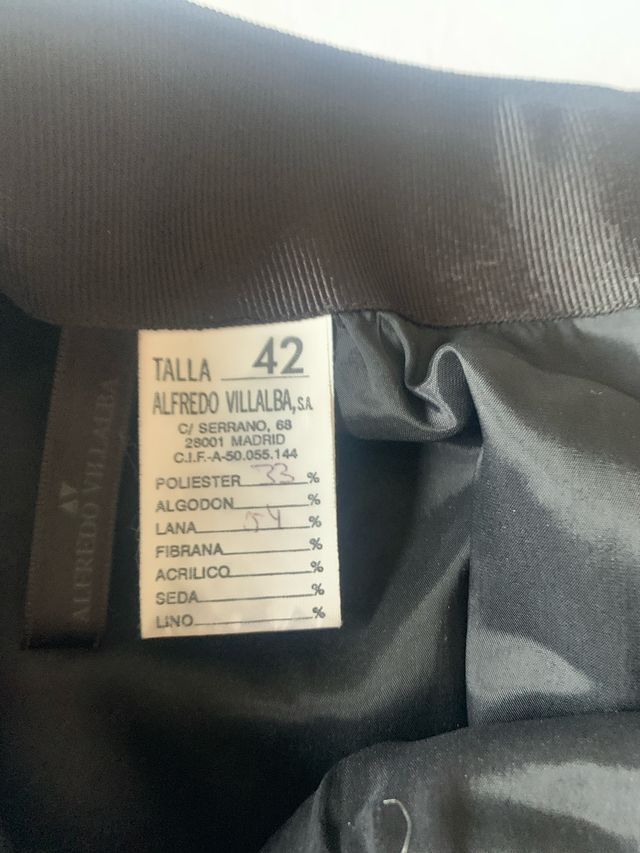 TALLA 42
ALFREDO VILLALBA, S.A.
C/ SERRANO, 68
28001 MADRID
C.I.F.-A-50.055.144
POLIESTER 33 %
ALGODON %
LANA 54 %
FIBRANA %
ACRILICO %
SEDA %
LINO %
AV
ALFREDO VILLALBA